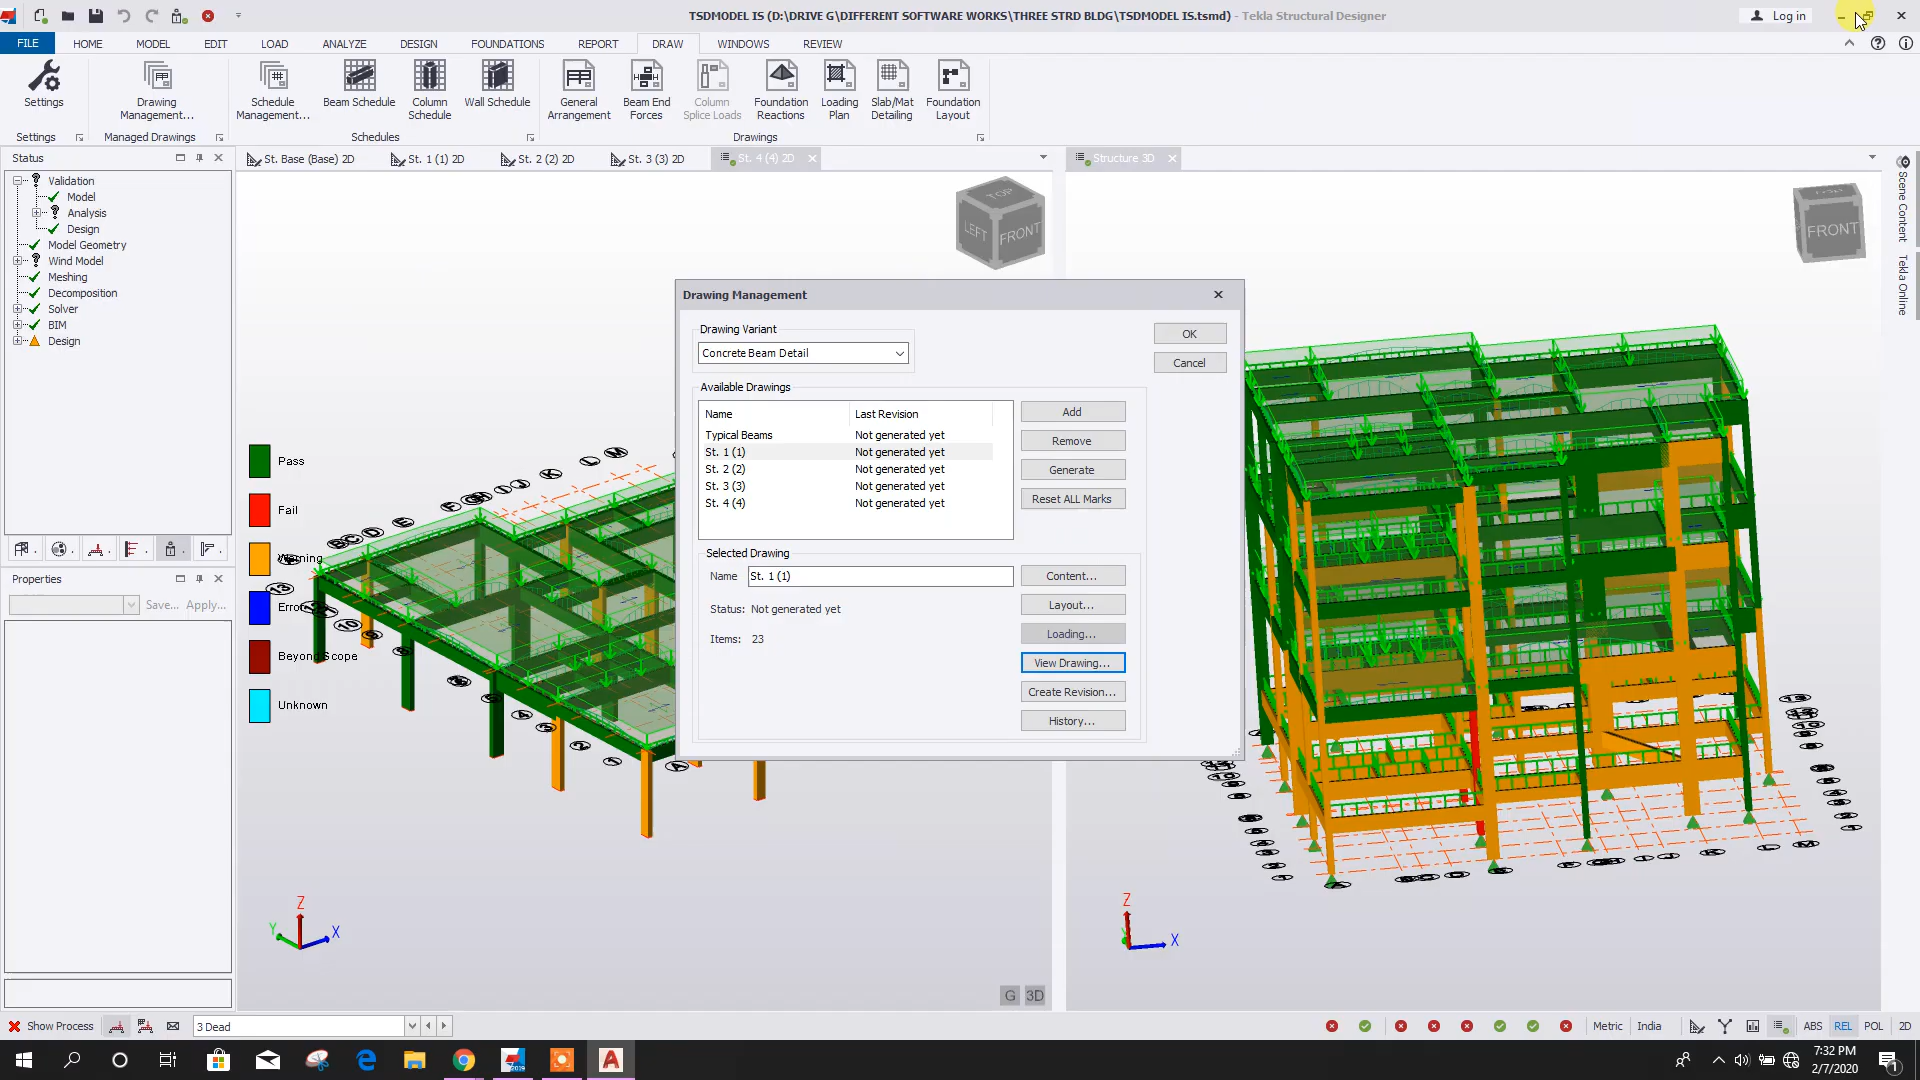 TSDMODEL IS (D:\DRIVE G\DIFFERENT SOFTWARE WORKS\THREE STRD BLDG\TSDMODEL IS.tsmd) - Tekla Structural Designer
Log in
FILE HOME MODEL EDIT LOAD ANALYZE DESIGN FOUNDATIONS REPORT DRAW WINDOWS REVIEW
Settings
Drawing Management...
Schedule Management...
Beam Schedule
Column Schedule
Wall Schedule
General Arrangement
Beam End Forces
Column Splice Loads
Foundation Reactions
Loading Plan
Slab/Mat Detailing
Foundation Layout
Settings Managed Drawings Schedules Drawings
Status
St. Base (Base) 2D St. 1 (1) 2D St. 2 (2) 2D St. 3 (3) 2D St. 4 (4) 2D Structure 3D
Validation
Model
Analysis
Design
Model Geometry
Wind Model
Meshing
Decomposition
Solver
BIM
Design
TOP
LEFT
FRONT
FRONT
Scene Content
Tekla Online
Pass
Fail
Warning
Error
Beyond Scope
Unknown
Drawing Management
Drawing Variant
Concrete Beam Detail
OK
Cancel
Available Drawings
Name Last Revision
Typical Beams Not generated yet
St. 1 (1) Not generated yet
St. 2 (2) Not generated yet
St. 3 (3) Not generated yet
St. 4 (4) Not generated yet
Add
Remove
Generate
Reset ALL Marks
Selected Drawing
Name St. 1 (1)
Status: Not generated yet
Items: 23
Content...
Layout...
Loading...
View Drawing...
Create Revision...
History...
Properties
Save... Apply...
Z
Y
X
Z
X
G 3D
Show Process
3 Dead
Metric India ABS REL POL 2D
7:32 PM
2/7/2020